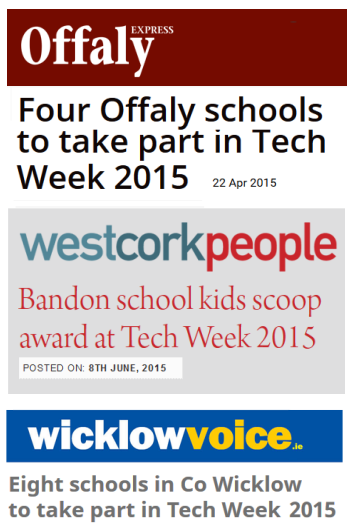 Offaly EXPRESS
Four Offaly schools
to take part in Tech
Week 2015 22 Apr 2015
westcorkpeople
Bandon school kids scoop
award at Tech Week 2015
POSTED ON: 8TH JUNE, 2015
wicklowvoice.ie
Eight schools in Co Wicklow
to take part in Tech Week 2015